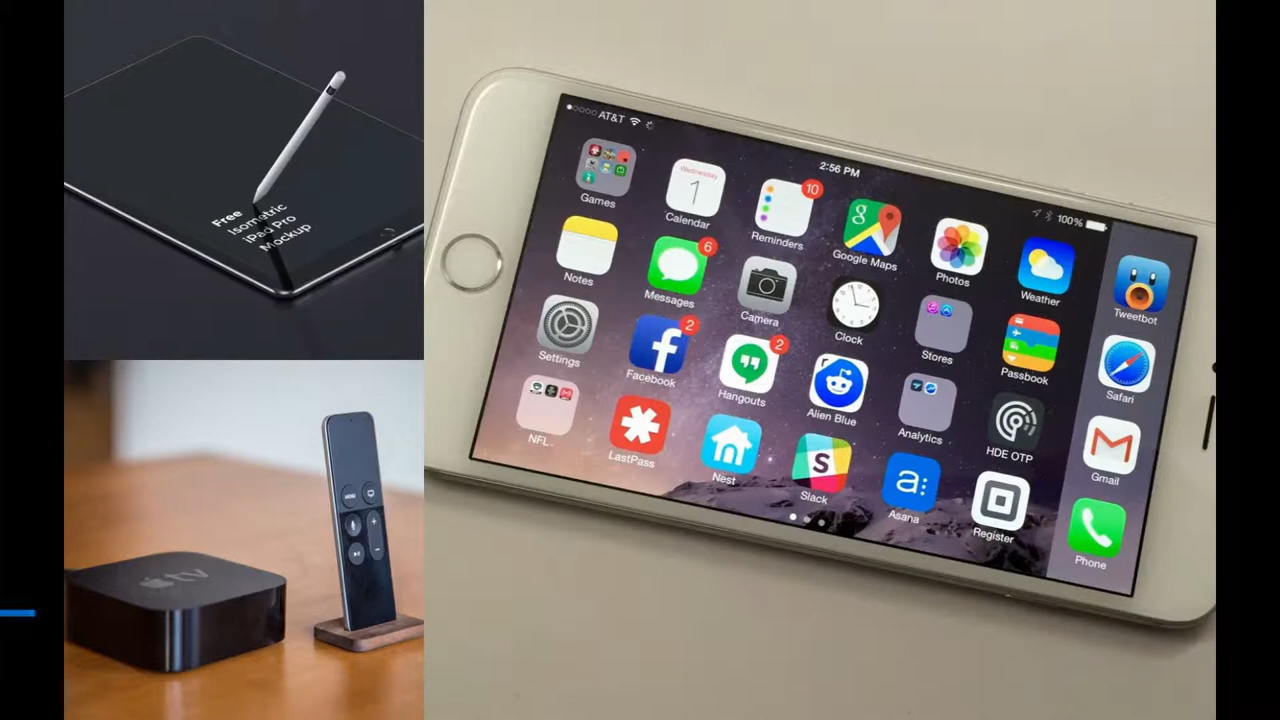 Free
Isometric
iPad Pro
Mockup
tv
MENU
AT&T
2:56 PM
100%
Games
Wednesday
1
Calendar
10
Reminders
g
Google Maps
Photos
Weather
Tweetbot
Notes
6
Messages
Camera
Clock
Stores
Passbook
Safari
Settings
2
Facebook
2
Hangouts
Alien Blue
Analytics
HDE OTP
Gmail
NFL
LastPass
Nest
S
Slack
a:
Asana
Register
Phone